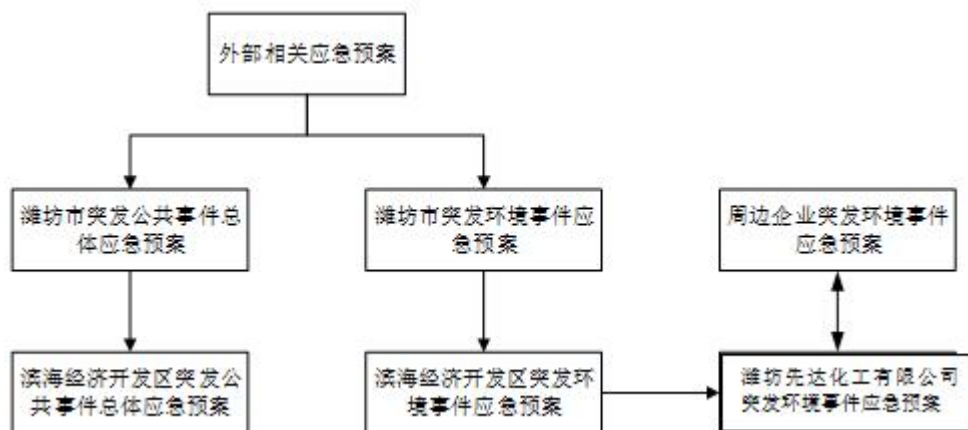 外部相关应急预案
潍坊市突发公共事件总
体应急预案
潍坊市突发环境事件应
急预案
周边企业突发环境事件
应急预案
滨海经济开发区突发公
共事件总体应急预案
滨海经济开发区突发环
境事件应急预案
潍坊先达化工有限公司
突发环境事件应急预案